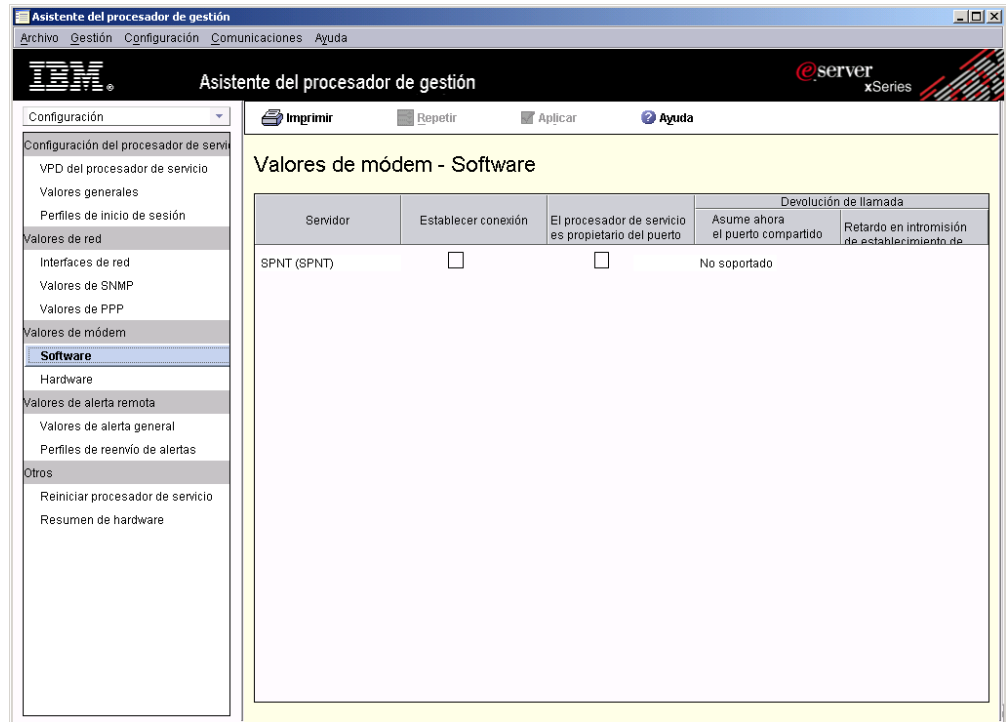 Asistente del procesador de gestión
Archivo Gestión Configuración Comunicaciones Ayuda
IBM®
Asistente del procesador de gestión
eserver
xSeries
Configuración
Imprimir Repetir Aplicar Ayuda
Configuración del procesador de servi
VPD del procesador de servicio
Valores generales
Perfiles de inicio de sesión
Valores de red
Interfaces de red
Valores de SNMP
Valores de PPP
Valores de módem
Software
Hardware
Valores de alerta remota
Valores de alerta general
Perfiles de reenvío de alertas
Otros
Reiniciar procesador de servicio
Resumen de hardware
Valores de módem - Software
Servidor
Establecer conexión
El procesador de servicio
es propietario del puerto
Devolución de llamada
Asume ahora
el puerto compartido
Retardo en intromisión
de establecimiento de
SPNT (SPNT)
No soportado